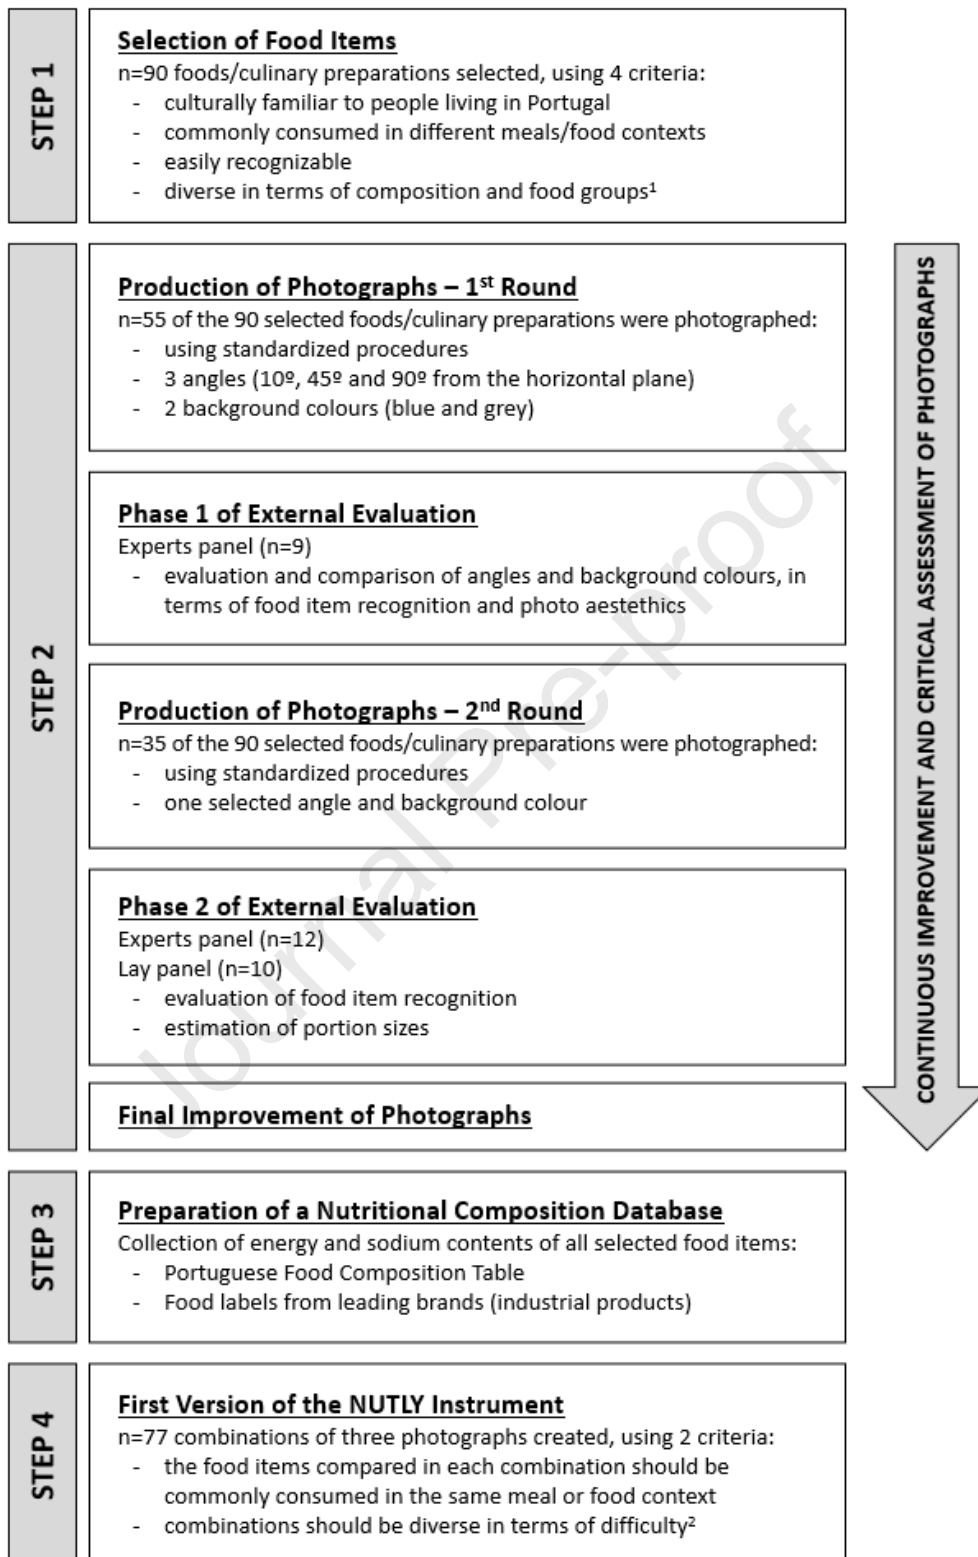 STEP 1
Selection of Food Items
n=90 foods/culinary preparations selected, using 4 criteria:
- culturally familiar to people living in Portugal
- commonly consumed in different meals/food contexts
- easily recognizable
- diverse in terms of composition and food groups¹
STEP 2
Production of Photographs – 1st Round
n=55 of the 90 selected foods/culinary preparations were photographed:
- using standardized procedures
- 3 angles (10º, 45º and 90º from the horizontal plane)
- 2 background colours (blue and grey)
Phase 1 of External Evaluation
Experts panel (n=9)
- evaluation and comparison of angles and background colours, in
terms of food item recognition and photo aestethics
Production of Photographs – 2nd Round
n=35 of the 90 selected foods/culinary preparations were photographed:
- using standardized procedures
- one selected angle and background colour
Phase 2 of External Evaluation
Experts panel (n=12)
Lay panel (n=10)
- evaluation of food item recognition
- estimation of portion sizes
Final Improvement of Photographs
CONTINUOUS IMPROVEMENT AND CRITICAL ASSESSMENT OF PHOTOGRAPHS
STEP 3
Preparation of a Nutritional Composition Database
Collection of energy and sodium contents of all selected food items:
- Portuguese Food Composition Table
- Food labels from leading brands (industrial products)
STEP 4
First Version of the NUTLY Instrument
n=77 combinations of three photographs created, using 2 criteria:
- the food items compared in each combination should be
commonly consumed in the same meal or food context
- combinations should be diverse in terms of difficulty²
Journal Pre-proof